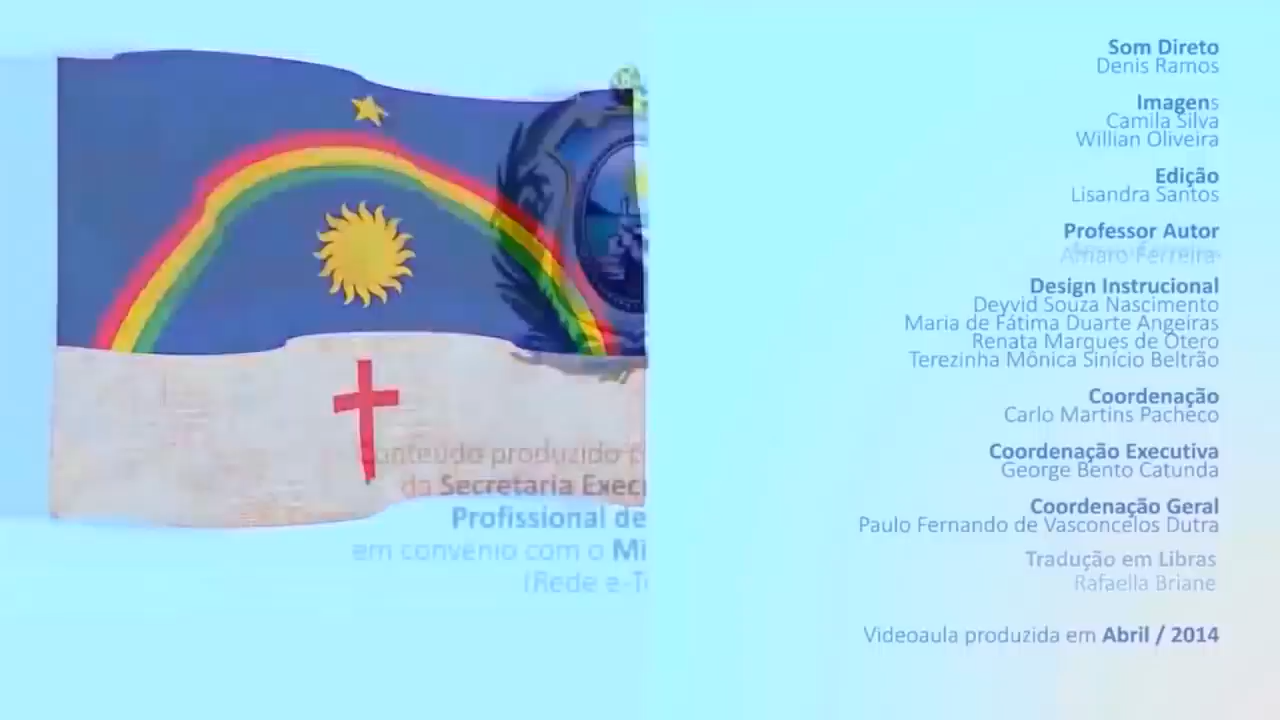 Conteúdo produzido
da Secretaria
Profissional de
em convênio com o
(Rede
Som Direto
Denis Ramos
Imagens
Camila Silva
Willian Oliveira
Edição
Lisandra Santos
Professor Autor
Amaro Ferreira
Design Instrucional
Deyvid Souza Nascimento
Maria de Fátima Duarte Angeiras
Renata Marques de Otero
Terezinha Mônica Sinício Beltrão
Coordenação
Carlo Martins Pacheco
Coordenação Executiva
George Bento Catunda
Coordenação Geral
Paulo Fernando de Vasconcelos Dutra
Tradução em Libras
Rafaella Briane
Videoaula produzida em Abril / 2014